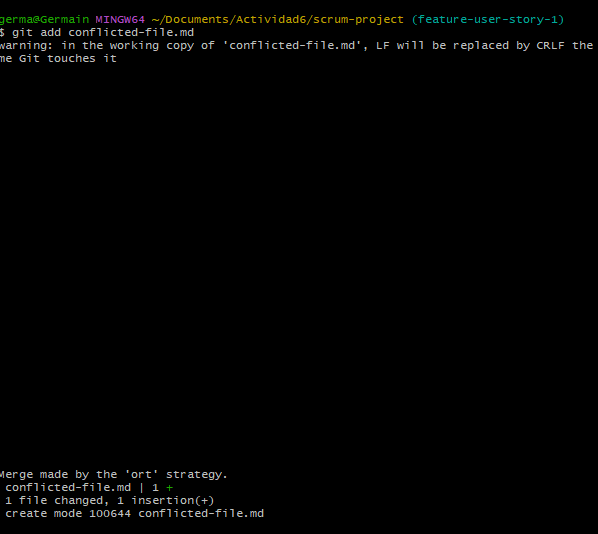 germa@Germain MINGW64 ~/Documents/Actividad6/scrum-project (feature-user-story-1)
$ git add conflicted-file.md
warning: in the working copy of 'conflicted-file.md', LF will be replaced by CRLF the
me Git touches it
Merge made by the 'ort' strategy.
conflicted-file.md | 1 +
1 file changed, 1 insertion(+)
create mode 100644 conflicted-file.md